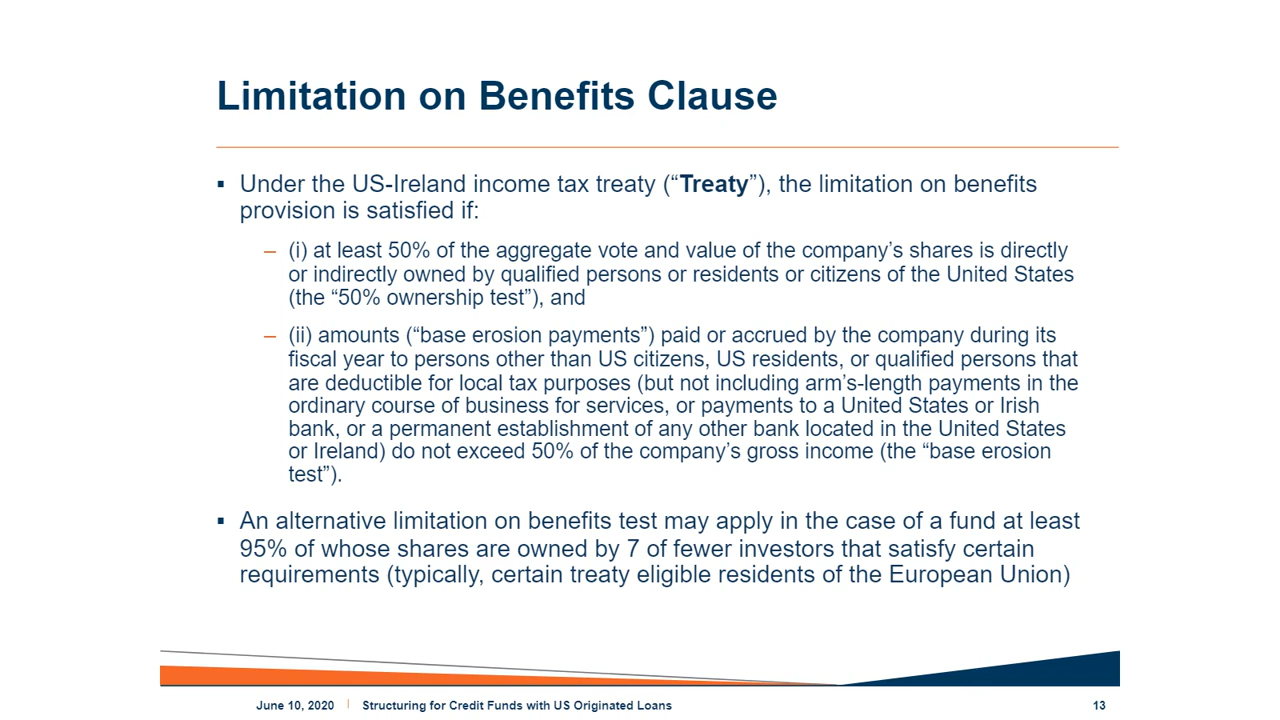 Limitation on Benefits Clause
▪ Under the US-Ireland income tax treaty (“Treaty”), the limitation on benefits
provision is satisfied if:
– (i) at least 50% of the aggregate vote and value of the company’s shares is directly
or indirectly owned by qualified persons or residents or citizens of the United States
(the “50% ownership test”), and
– (ii) amounts (“base erosion payments”) paid or accrued by the company during its
fiscal year to persons other than US citizens, US residents, or qualified persons that
are deductible for local tax purposes (but not including arm’s-length payments in the
ordinary course of business for services, or payments to a United States or Irish
bank, or a permanent establishment of any other bank located in the United States
or Ireland) do not exceed 50% of the company’s gross income (the “base erosion
test”).
▪ An alternative limitation on benefits test may apply in the case of a fund at least
95% of whose shares are owned by 7 of fewer investors that satisfy certain
requirements (typically, certain treaty eligible residents of the European Union)
June 10, 2020 | Structuring for Credit Funds with US Originated Loans 13